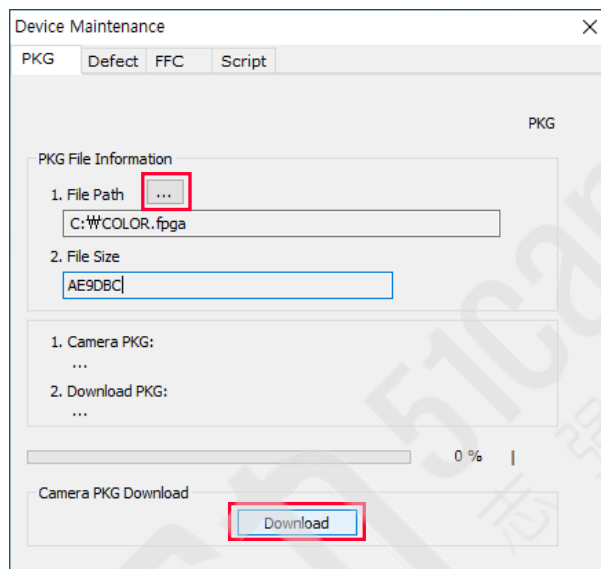 Device Maintenance
PKG Defect FFC Script
PKG
PKG File Information
1. File Path ...
C:₩COLOR.fpga
2. File Size
AE9DBC
1. Camera PKG:
...
2. Download PKG:
...
0 % |
Camera PKG Download
Download